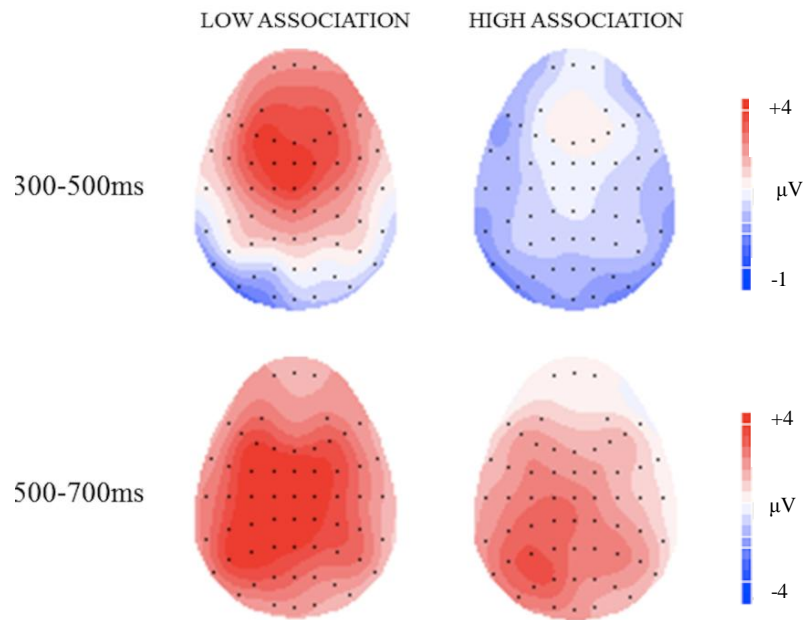 LOW ASSOCIATION
HIGH ASSOCIATION
300-500ms
+4
μV
-1
500-700ms
+4
μV
-4